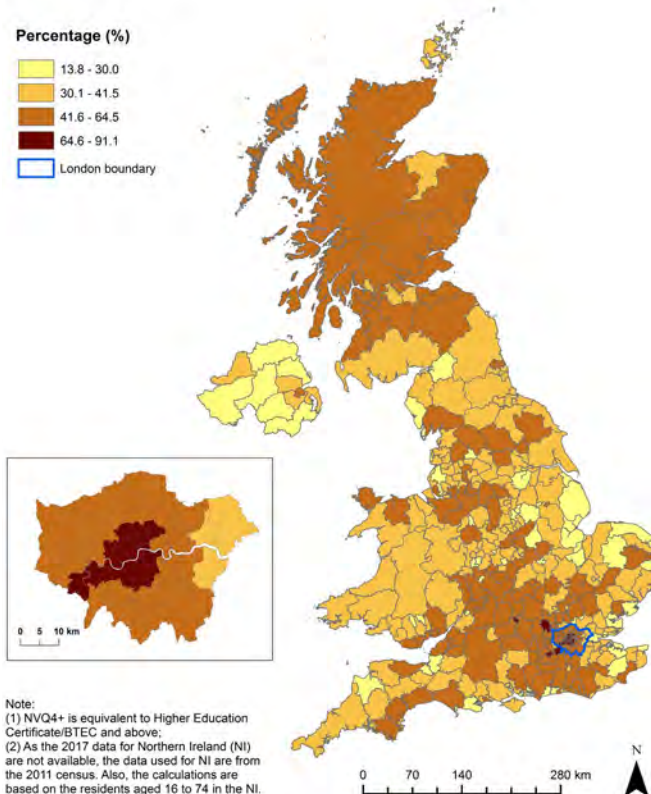 Percentage (%)
13.8 - 30.0
30.1 - 41.5
41.6 - 64.5
64.6 - 91.1
London boundary
0 5 10 km
Note:
(1) NVQ4+ is equivalent to Higher Education
Certificate/BTEC and above;
(2) As the 2017 data for Northern Ireland (NI)
are not available, the data used for NI are from
the 2011 census. Also, the calculations are
based on the residents aged 16 to 74 in the NI.
0 70 140 280 km
N